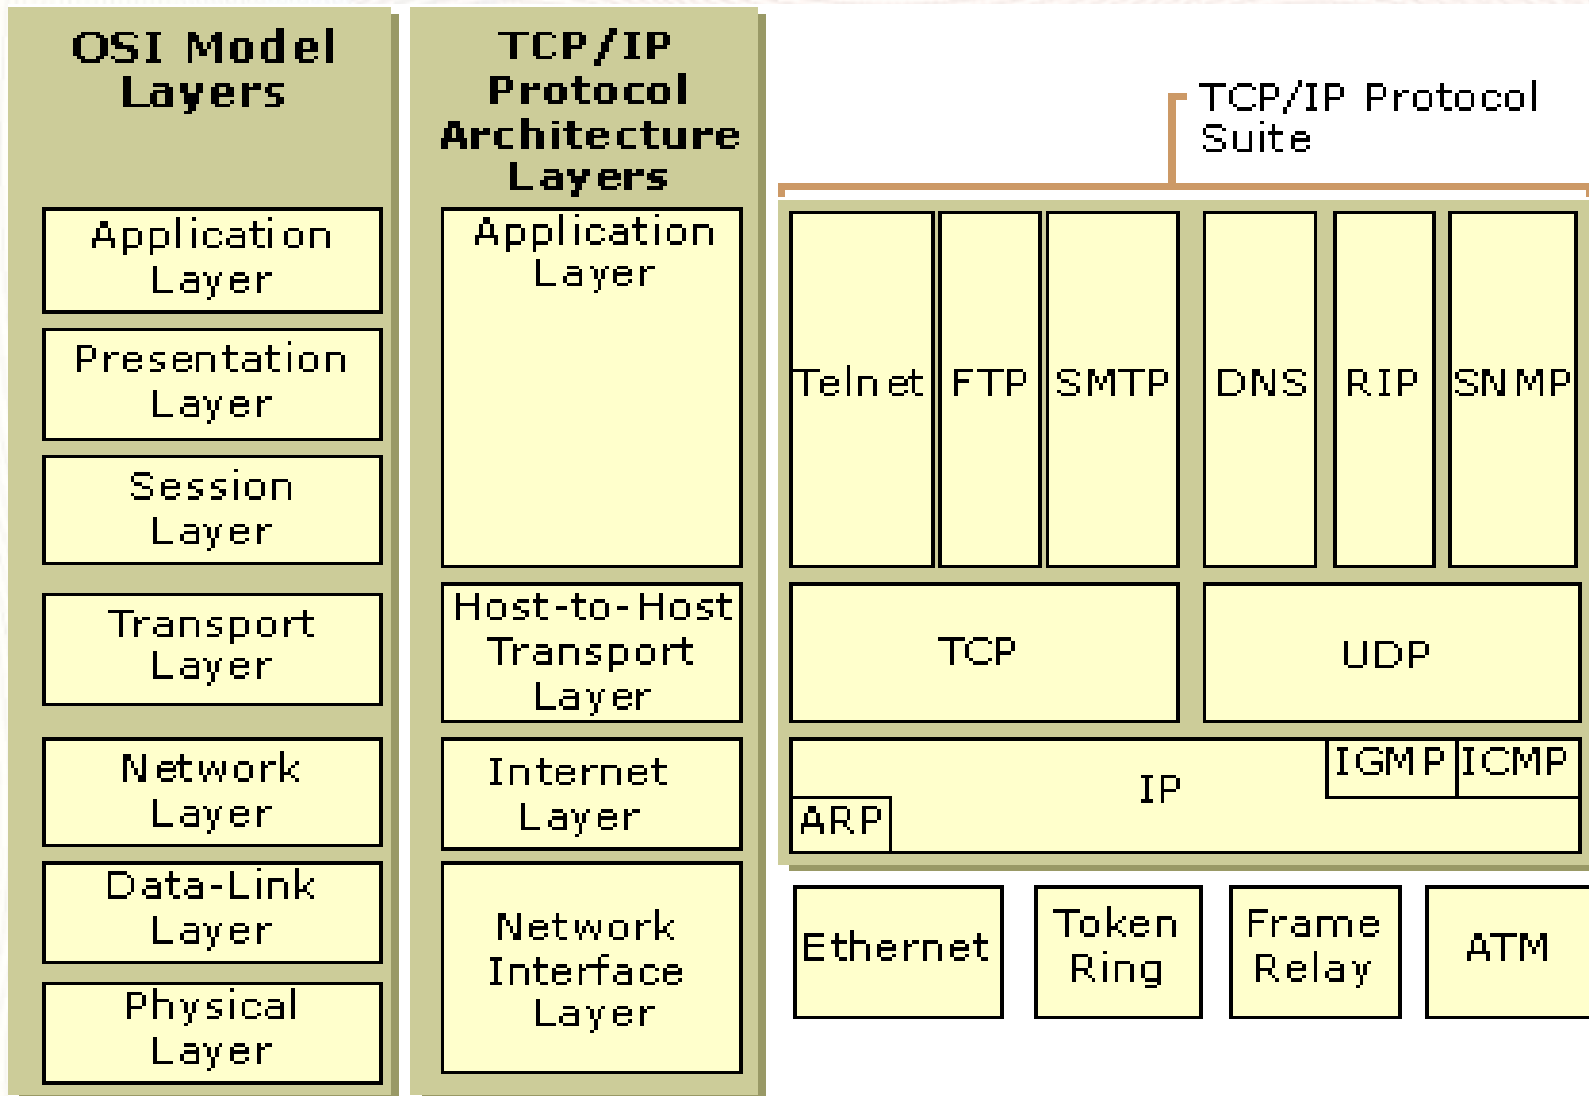 OSI Model
Layers
Application
Layer
Presentation
Layer
Session
Layer
Transport
Layer
Network
Layer
Data-Link
Layer
Physical
Layer
TCP/IP
Protocol
Architecture
Layers
Application
Layer
Host-to-Host
Transport
Layer
Internet
Layer
Network
Interface
Layer
TCP/IP Protocol
Suite
Telnet
FTP
SMTP
DNS
RIP
SNMP
TCP
UDP
IP
IGMP
ICMP
ARP
Ethernet
Token
Ring
Frame
Relay
ATM